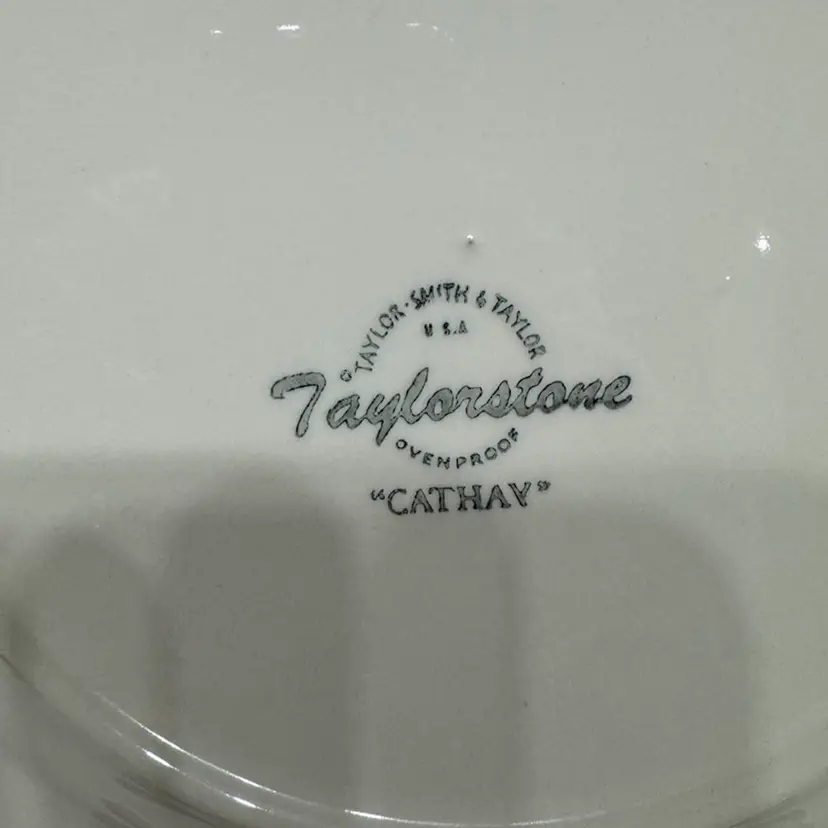 © TAYLOR·SMITH & TAYLOR
U S.A
Taylorstone
OVENPROOF
"CATHAY"